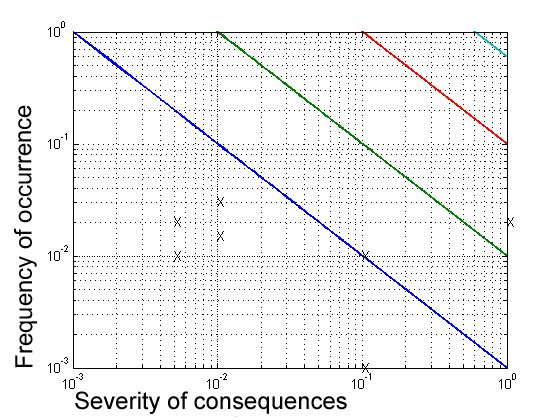 Frequency of occurrence
10^0
10^-1
10^-2
10^-3
10^-3 10^-2 10^-1 10^0
Severity of consequences